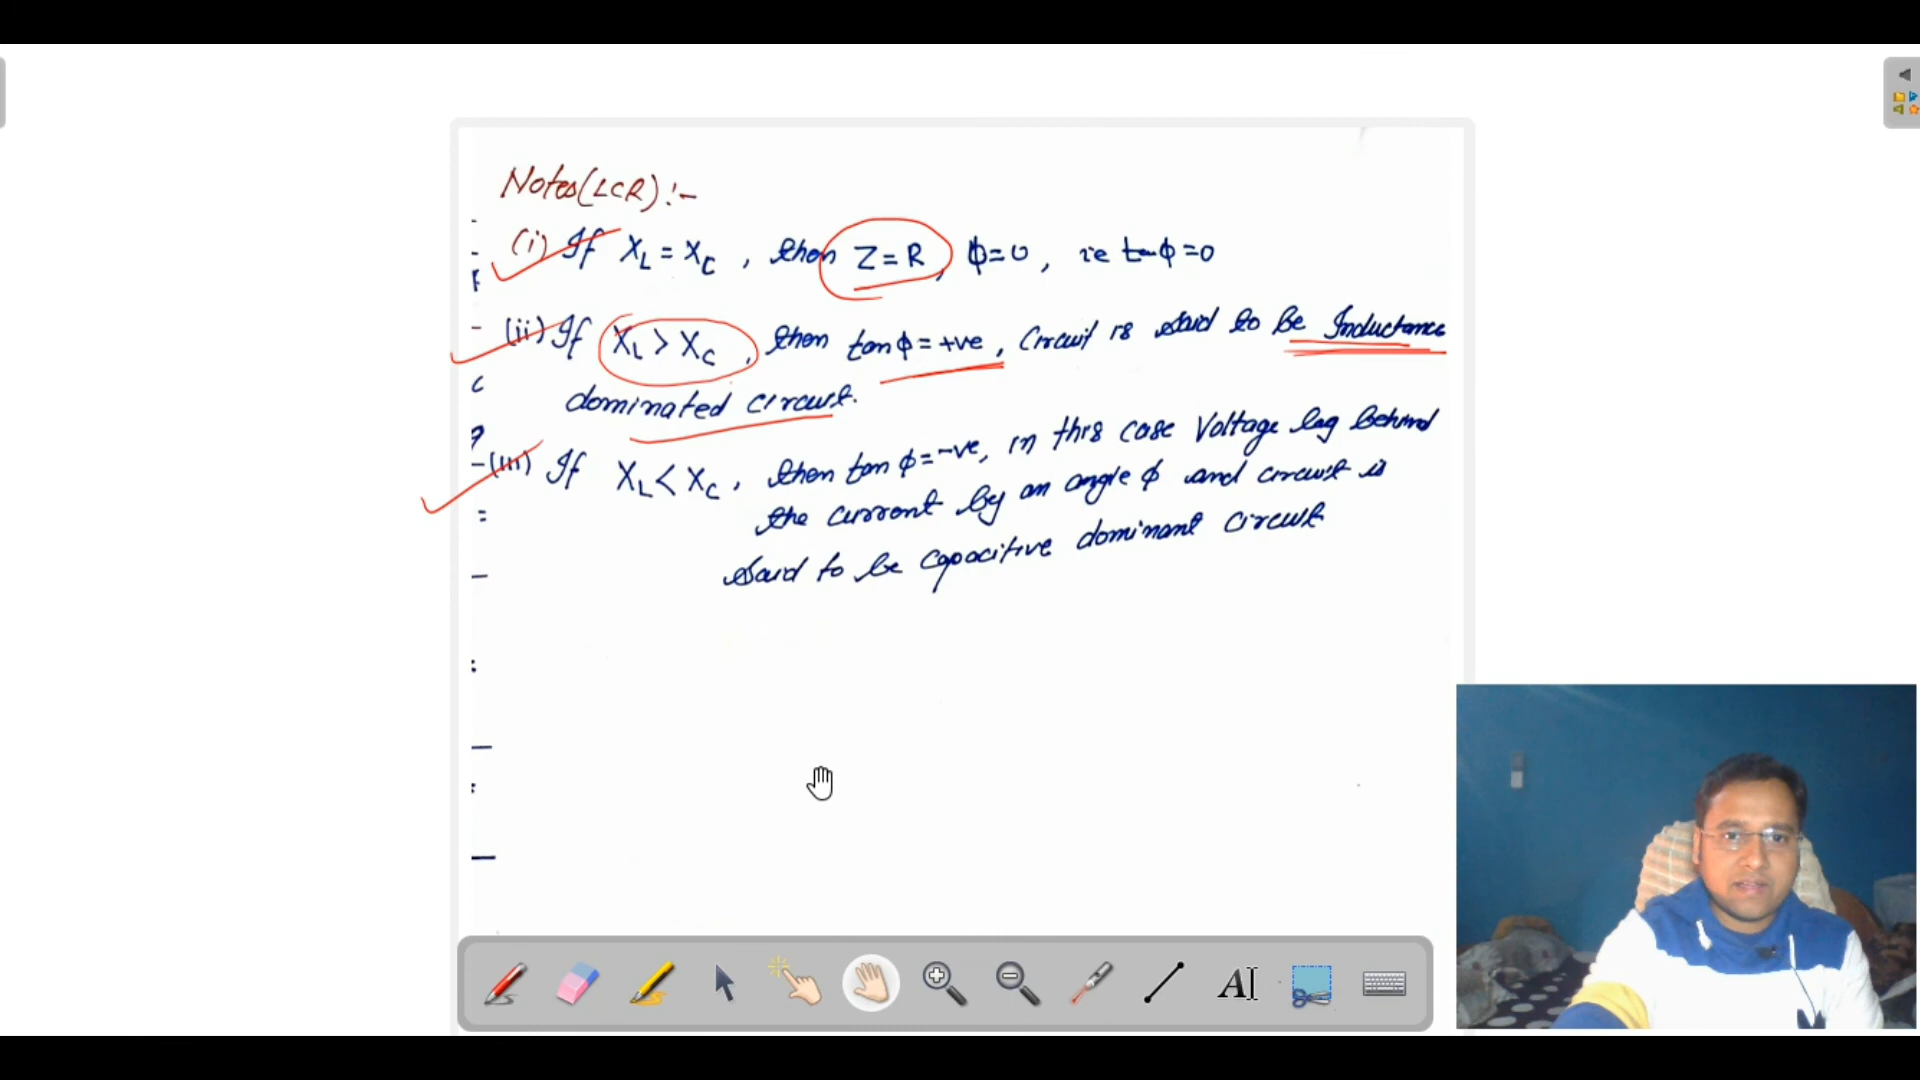 Notes(LCR):-
(i) If XL = XC , then Z = R, ϕ=0, ie tanϕ=0
(ii) If XL > XC, then tanϕ=+ve, Circuit is said to Be Inductance
dominated circuit.
(iii) If XL < XC, then tan ϕ=-ve, in this case Voltage lag behind
the current by an angle ϕ and circuit is
said to be capacitive dominant circuit